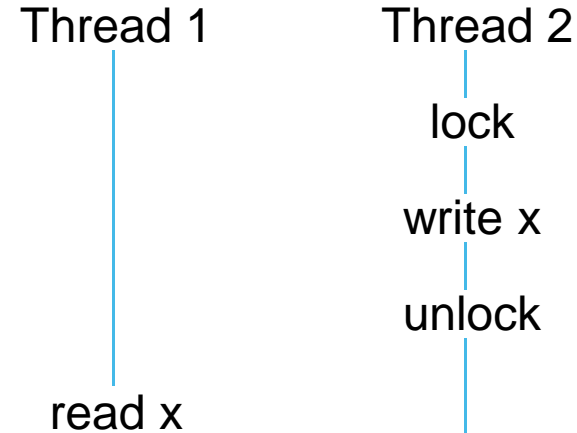 Thread 1
Thread 2
lock
write x
unlock
read x